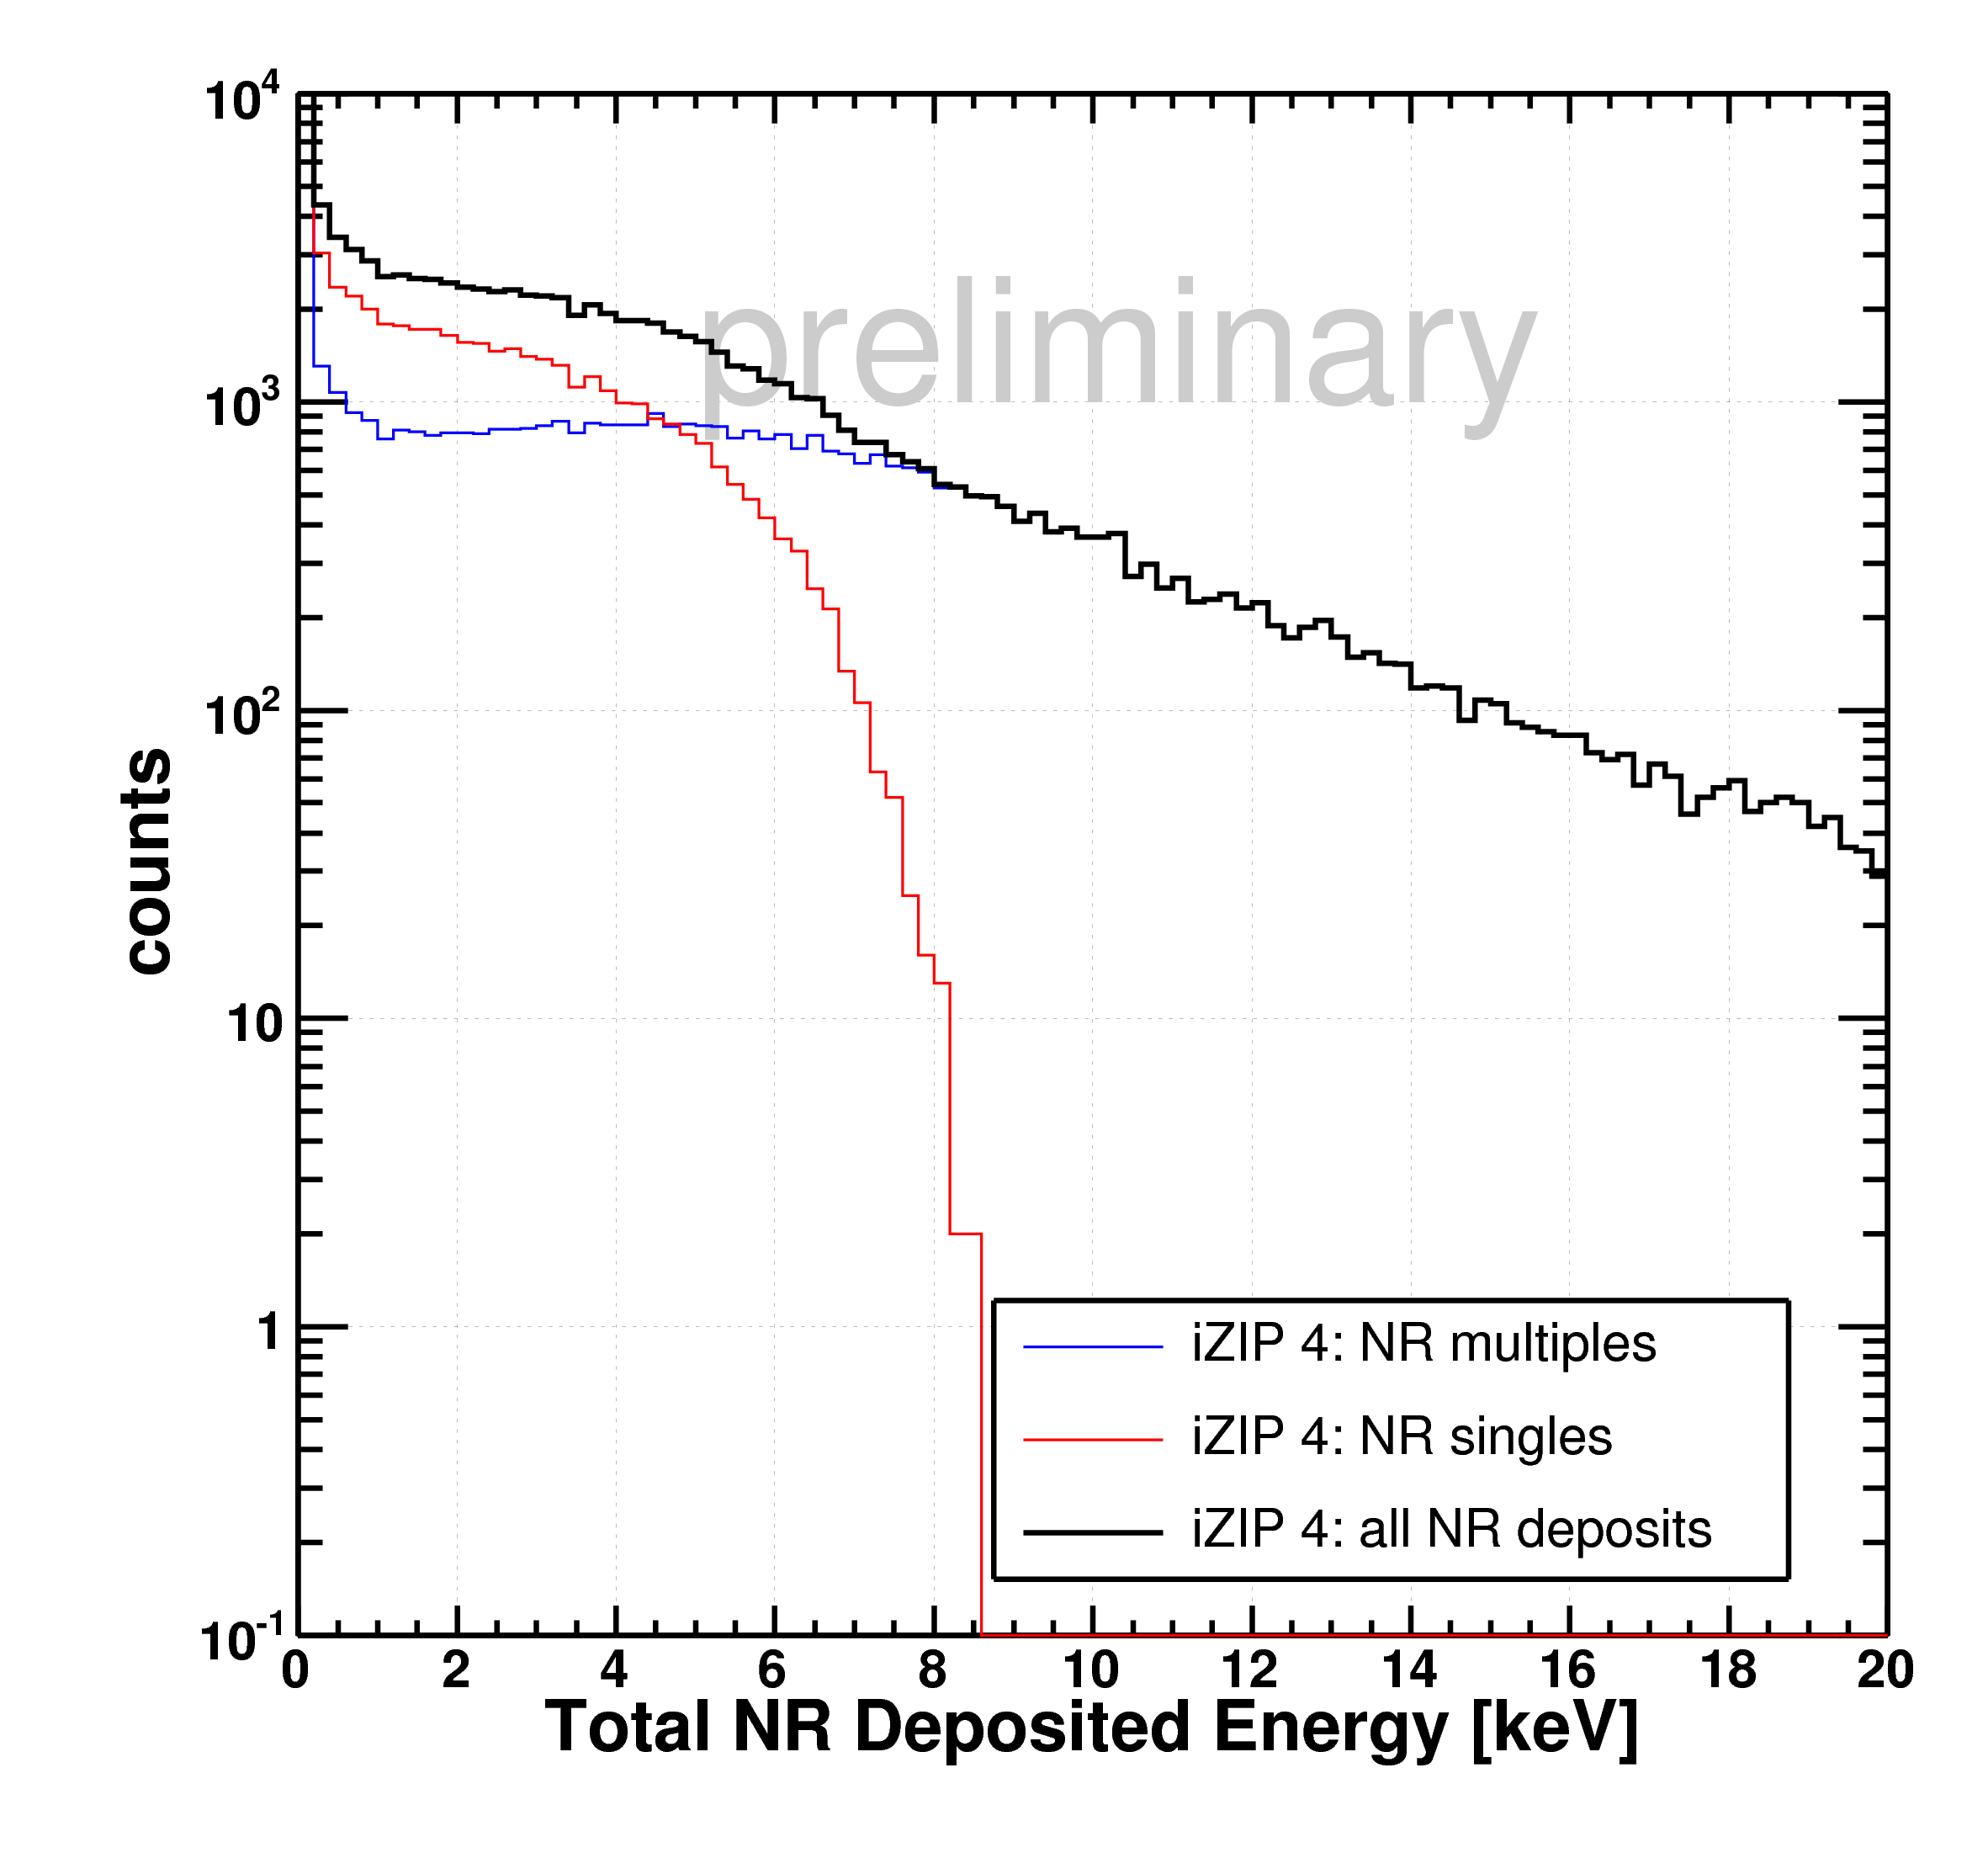 10^4
preliminary
10^3
10^2
counts
10
1
iZIP 4: NR multiples
iZIP 4: NR singles
iZIP 4: all NR deposits
10^-1
0 2 4 6 8 10 12 14 16 18 20
Total NR Deposited Energy [keV]